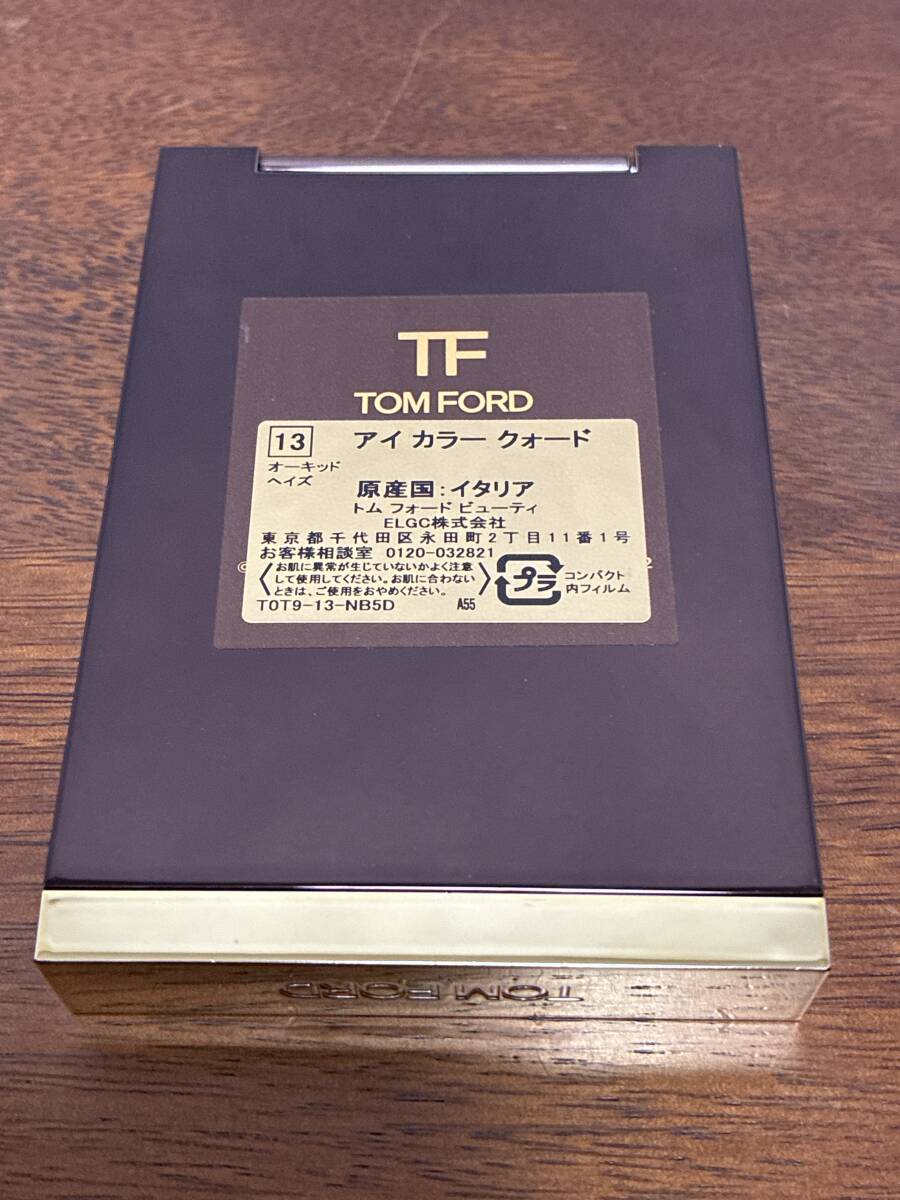 TF
TOM FORD
13 アイ カラー クォード
オーキッド
ヘイズ
原産国:イタリア
トム フォード ビューティ
ELGC株式会社
東京都千代田区永田町2丁目11番1号
お客様相談室 0120-032821
お肌に異常が生じていないかよく注意
して使用してください。お肌に合わない
ときは、ご使用をおやめください。
プラ
コンパクト
内フィルム
T0T9-13-NB5D A55
TOM FORD